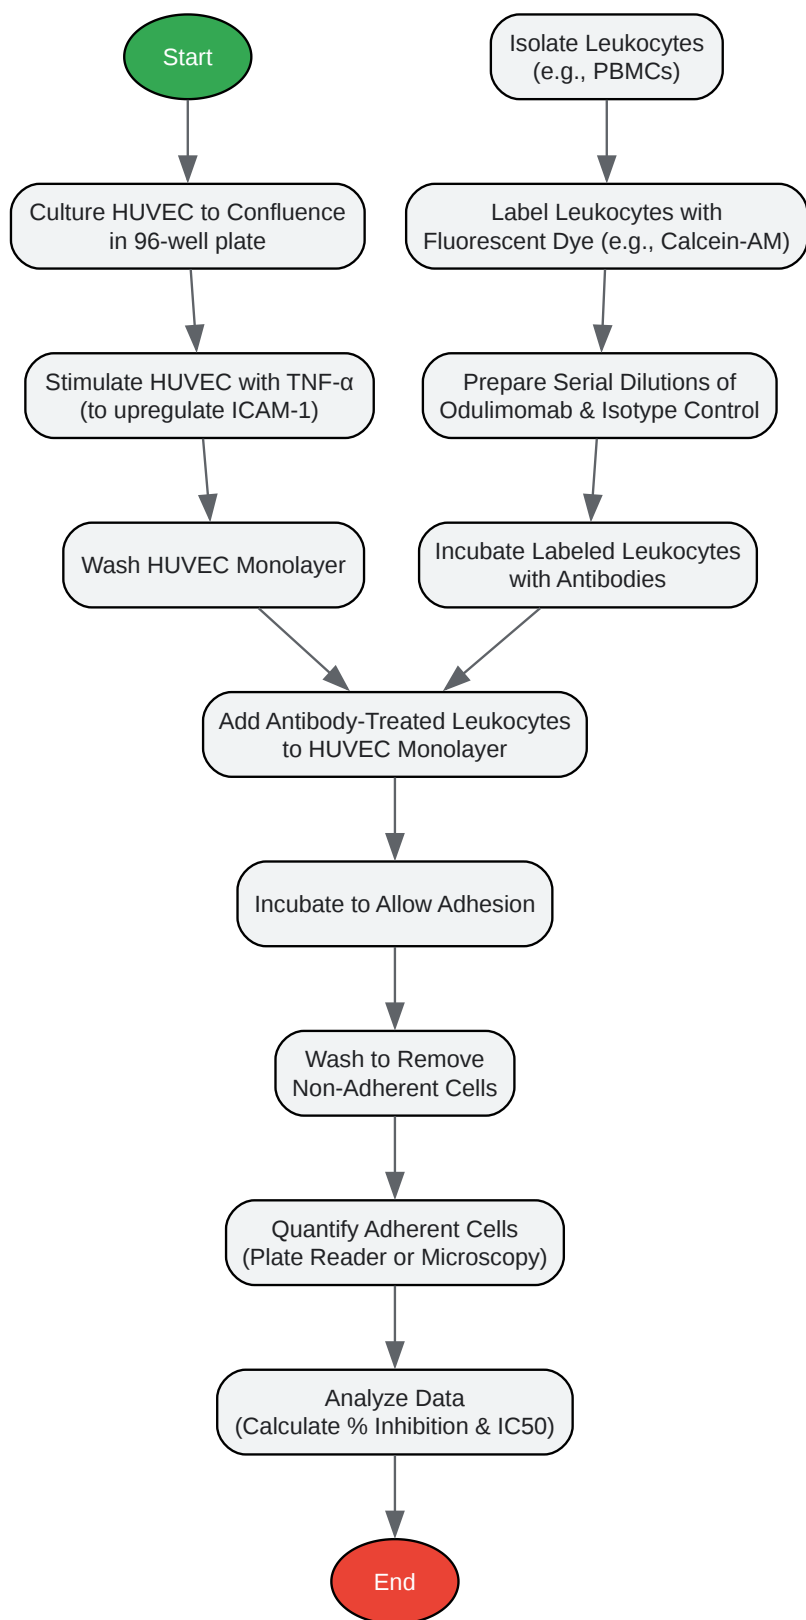 Start
Isolate Leukocytes
(e.g., PBMCs)
Culture HUVEC to Confluence
in 96-well plate
Label Leukocytes with
Fluorescent Dye (e.g., Calcein-AM)
Stimulate HUVEC with TNF-α
(to upregulate ICAM-1)
Prepare Serial Dilutions of
Odulimomab & Isotype Control
Wash HUVEC Monolayer
Incubate Labeled Leukocytes
with Antibodies
Add Antibody-Treated Leukocytes
to HUVEC Monolayer
Incubate to Allow Adhesion
Wash to Remove
Non-Adherent Cells
Quantify Adherent Cells
(Plate Reader or Microscopy)
Analyze Data
(Calculate % Inhibition & IC50)
End